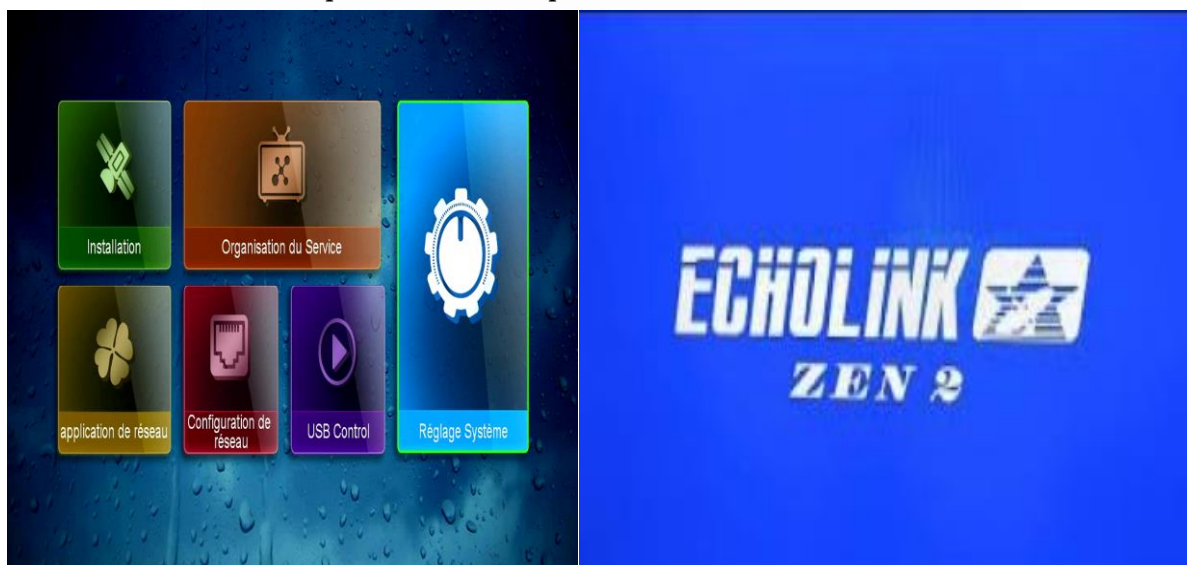 Installation
Organisation du Service
application de réseau
Configuration de
réseau
USB Control
Réglage Système
ECHOLINK
ZEN 2